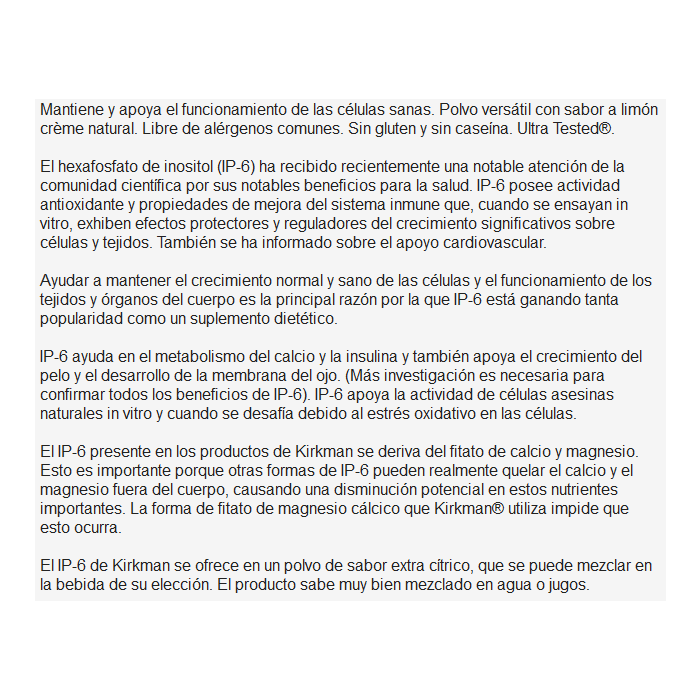 Mantiene y apoya el funcionamiento de las células sanas. Polvo versátil con sabor a limón
crème natural. Libre de alérgenos comunes. Sin gluten y sin caseína. Ultra Tested®.
El hexafosfato de inositol (IP-6) ha recibido recientemente una notable atención de la
comunidad científica por sus notables beneficios para la salud. IP-6 posee actividad
antioxidante y propiedades de mejora del sistema inmune que, cuando se ensayan in
vitro, exhiben efectos protectores y reguladores del crecimiento significativos sobre
células y tejidos. También se ha informado sobre el apoyo cardiovascular.
Ayudar a mantener el crecimiento normal y sano de las células y el funcionamiento de los
tejidos y órganos del cuerpo es la principal razón por la que IP-6 está ganando tanta
popularidad como un suplemento dietético.
IP-6 ayuda en el metabolismo del calcio y la insulina y también apoya el crecimiento del
pelo y el desarrollo de la membrana del ojo. (Más investigación es necesaria para
confirmar todos los beneficios de IP-6). IP-6 apoya la actividad de células asesinas
naturales in vitro y cuando se desafía debido al estrés oxidativo en las células.
El IP-6 presente en los productos de Kirkman se deriva del fitato de calcio y magnesio.
Esto es importante porque otras formas de IP-6 pueden realmente quelar el calcio y el
magnesio fuera del cuerpo, causando una disminución potencial en estos nutrientes
importantes. La forma de fitato de magnesio cálcico que Kirkman® utiliza impide que
esto ocurra.
El IP-6 de Kirkman se ofrece en un polvo de sabor extra cítrico, que se puede mezclar en
la bebida de su elección. El producto sabe muy bien mezclado en agua o jugos.